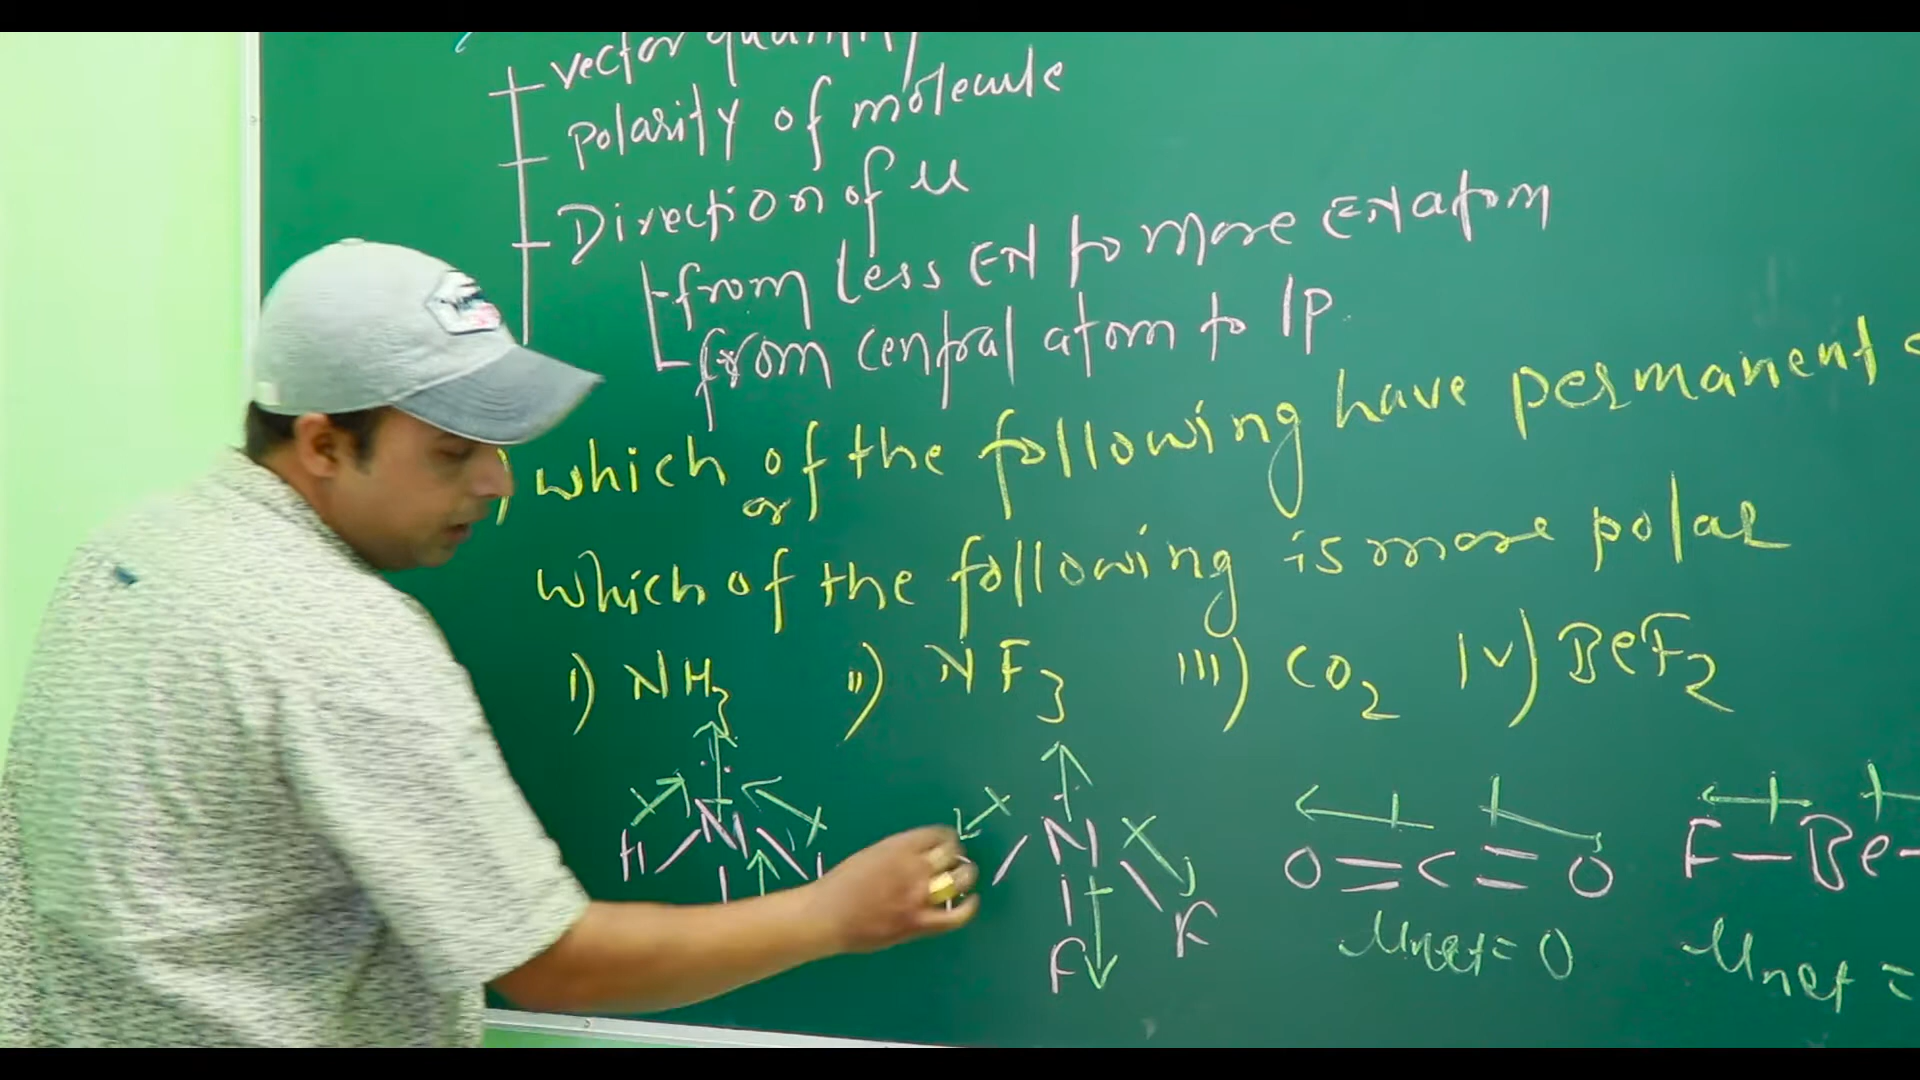 vector quantity
Polarity of molecule
Direction of μ
from less EN to more EN atom
from central atom to lp
) which of the following have permanent
or
which of the following is more polar
i) NH3 ii) NF3 iii) CO2 iv) BeF2
H N N O=C=O F-Be-
F F
μnet=0 μnet=